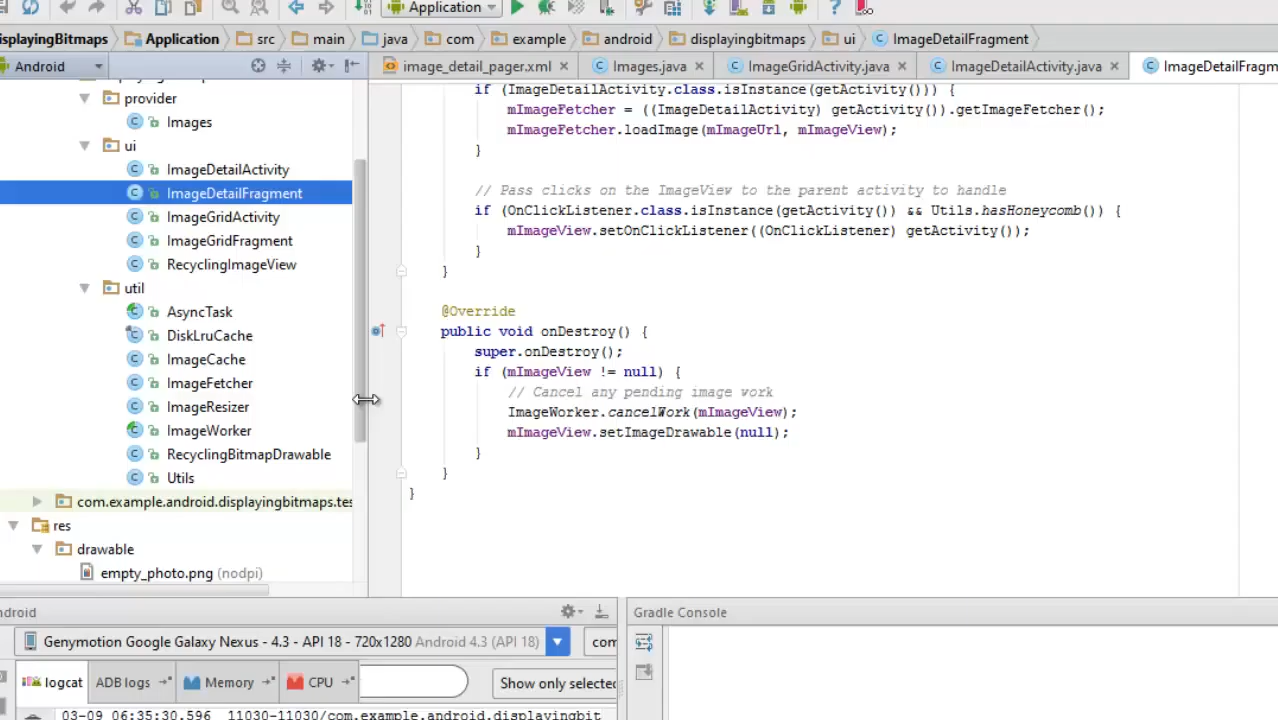 Application
isplayingBitmaps Application src main java com example android displayingbitmaps ui ImageDetailFragment
Android image_detail_pager.xml Images.java ImageGridActivity.java ImageDetailActivity.java ImageDetailFragm
provider
Images
ui
ImageDetailActivity
ImageDetailFragment
ImageGridActivity
ImageGridFragment
RecyclingImageView
util
AsyncTask
DiskLruCache
ImageCache
ImageFetcher
ImageResizer
ImageWorker
RecyclingBitmapDrawable
Utils
com.example.android.displayingbitmaps.tes
res
drawable
empty_photo.png (nodpi)
if (ImageDetailActivity.class.isInstance(getActivity())) {
mImageFetcher = ((ImageDetailActivity) getActivity()).getImageFetcher();
mImageFetcher.loadImage(mImageUrl, mImageView);
}
// Pass clicks on the ImageView to the parent activity to handle
if (OnClickListener.class.isInstance(getActivity()) && Utils.hasHoneycomb()) {
mImageView.setOnClickListener((OnClickListener) getActivity());
}
}
@Override
public void onDestroy() {
super.onDestroy();
if (mImageView != null) {
// Cancel any pending image work
ImageWorker.cancelWork(mImageView);
mImageView.setImageDrawable(null);
}
}
}
ndroid
Genymotion Google Galaxy Nexus - 4.3 - API 18 - 720x1280 Android 4.3 (API 18) com
logcat ADB logs Memory CPU Show only selected
03-09 06:35:30.596 11030-11030/com.example.android.displayingbit
Gradle Console